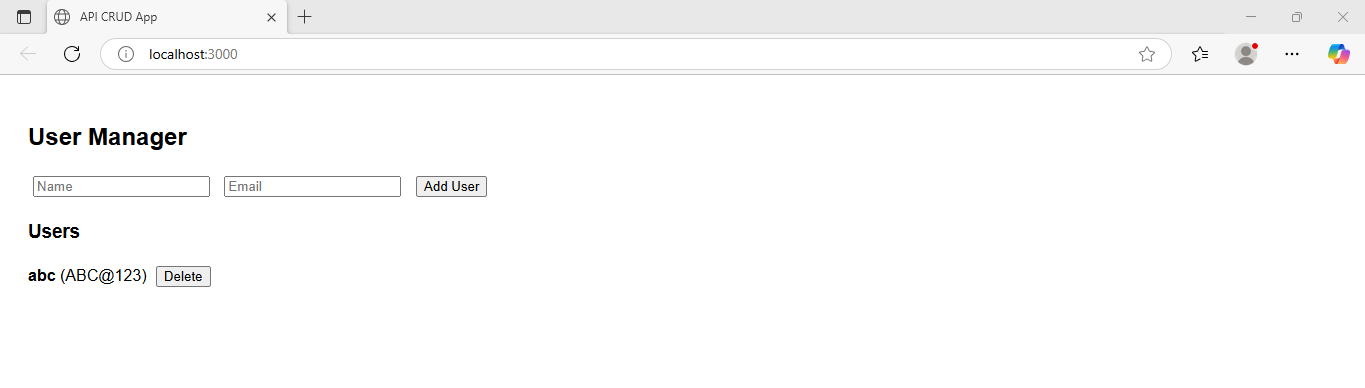 API CRUD App
localhost:3000
User Manager
Name Email Add User
Users
abc (ABC@123) Delete